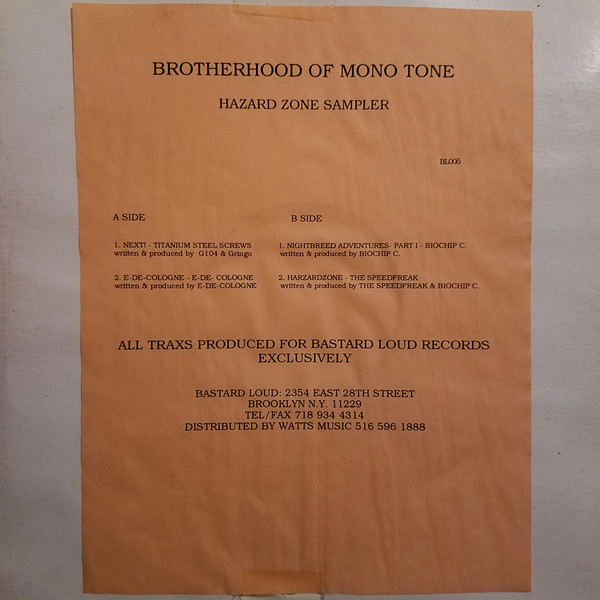 BROTHERHOOD OF MONO TONE
HAZARD ZONE SAMPLER
BL005
A SIDE
1. NEXT! - TITANIUM STEEL SCREWS
writtten & produced by G104 & Gringo
2. E-DE-COLOGNE - E-DE- COLOGNE
writtten & produced by E-DE-COLOGNE
B SIDE
1. NIGHTBREED ADVENTURES- PART I - BIOCHIP C.
written & produced by BIOCHIP C.
2. HARZARDZONE - THE SPEEDFREAK
written & produced by THE SPEEDFREAK & BIOCHIP C.
ALL TRAXS PRODUCED FOR BASTARD LOUD RECORDS
EXCLUSIVELY
BASTARD LOUD: 2354 EAST 28TH STREET
BROOKLYN N.Y. 11229
TEL/FAX 718 934 4314
DISTRIBUTED BY WATTS MUSIC 516 596 1888